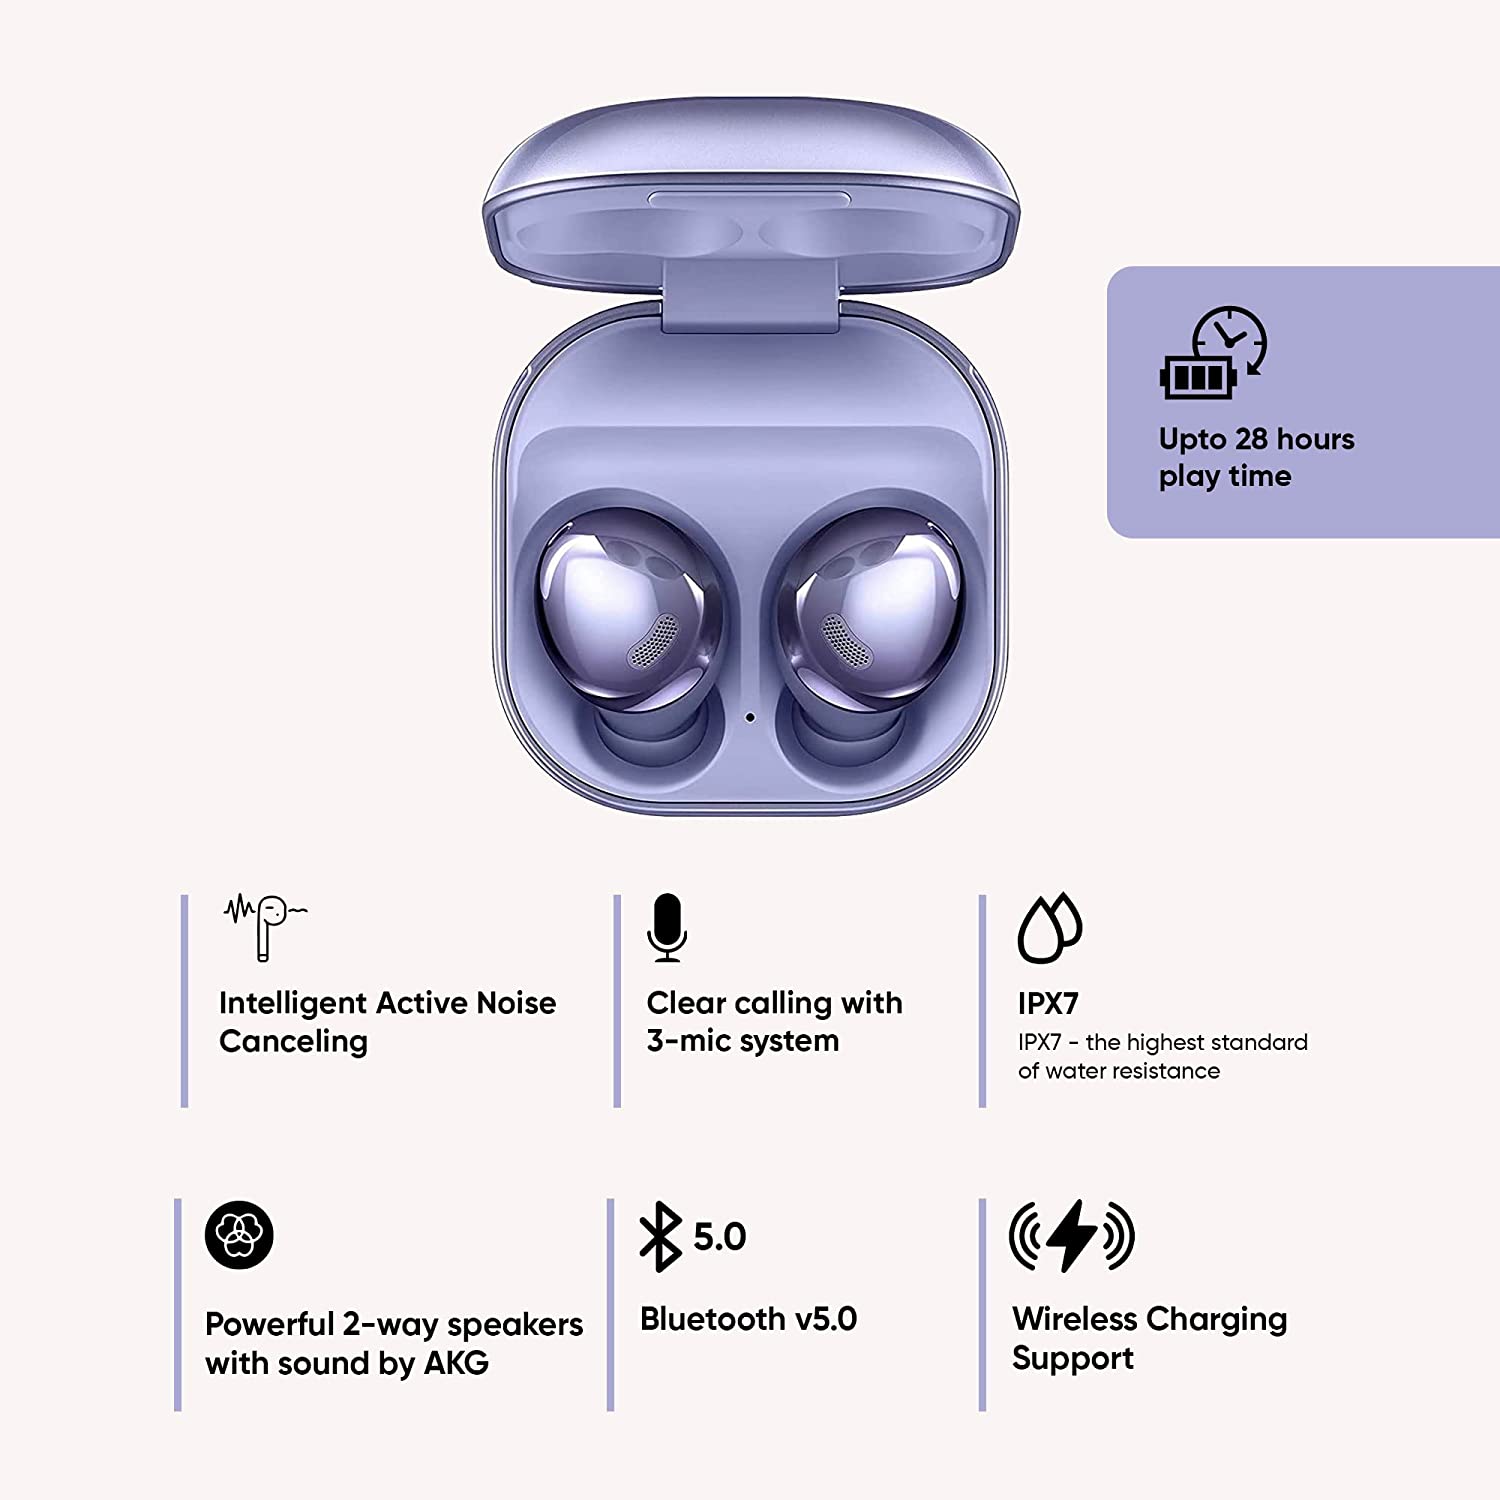 Upto 28 hours
play time
Intelligent Active Noise
Canceling
Clear calling with
3-mic system
IPX7
IPX7 - the highest standard
of water resistance
Powerful 2-way speakers
with sound by AKG
5.0
Bluetooth v5.0
Wireless Charging
Support